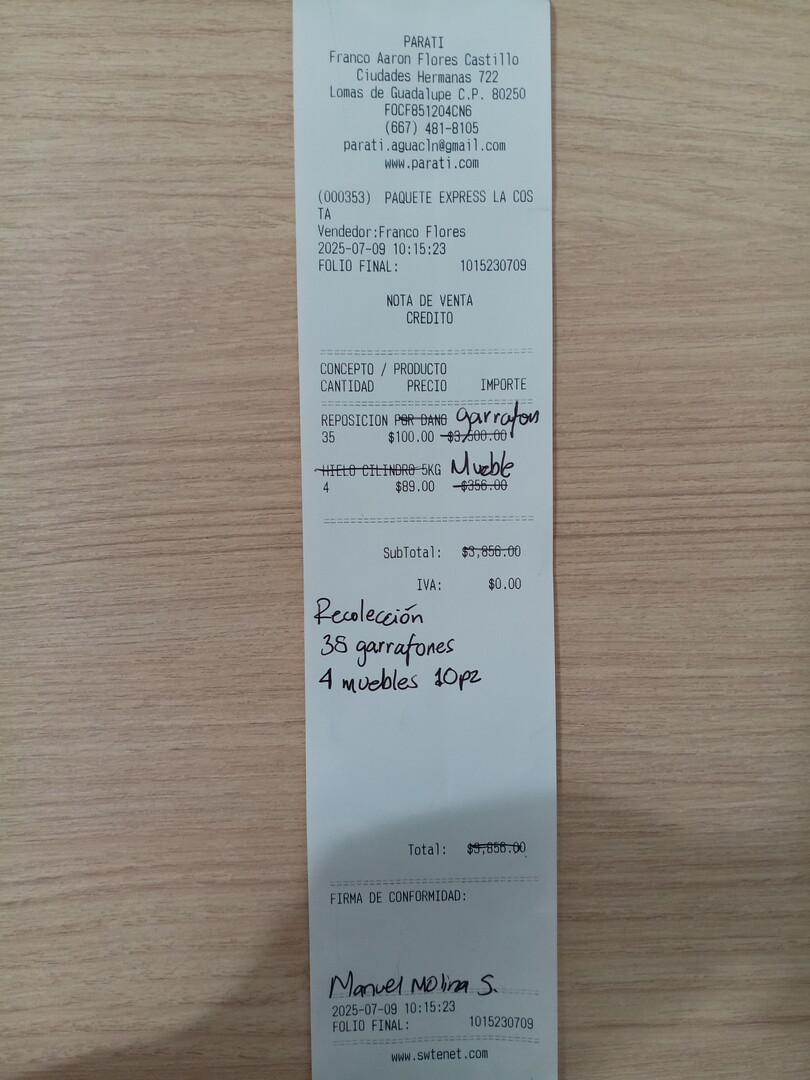 PARATI
Franco Aaron Flores Castillo
Ciudades Hermanas 722
Lomas de Guadalupe C.P. 80250
FOCF851204CN6
(667) 481-8105
parati.aguacln@gmail.com
www.parati.com
(000353) PAQUETE EXPRESS LA COS
TA
Vendedor:Franco Flores
2025-07-09 10:15:23
FOLIO FINAL: 1015230709
NOTA DE VENTA
CREDITO
CONCEPTO / PRODUCTO
CANTIDAD PRECIO IMPORTE
REPOSICION POR DANO Garrafon
35 $100.00 $3,500.00
HIELO CILINDRO 5KG Mueble
4 $89.00 $356.00
SubTotal: $3,856.00
IVA: $0.00
Recolección
garrafones
4 muebles 10pz
Total: $3,856.00
FIRMA DE CONFORMIDAD:
Manuel Molina S.
2025-07-09 10:15:23
FOLIO FINAL: 1015230709
www.swtenet.com